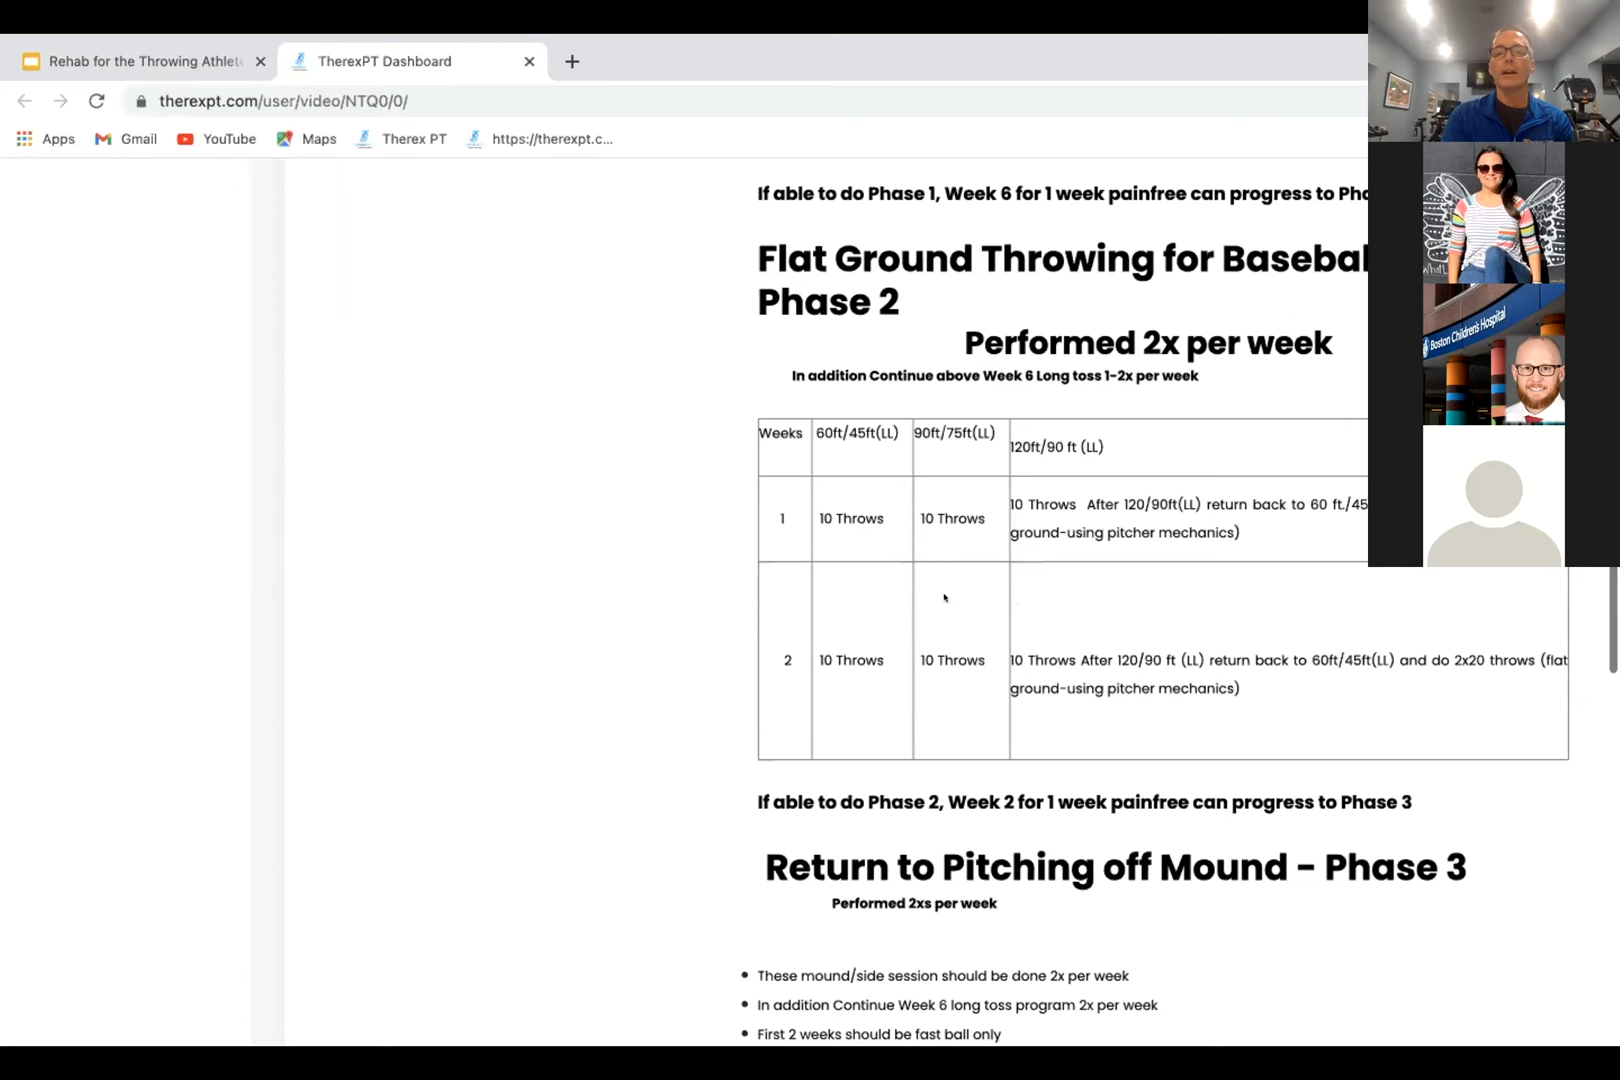 Rehab for the Throwing Athlete
TherexPT Dashboard
therexpt.com/user/video/NTQ0/0/
Apps
Gmail
YouTube
Maps
Therex PT
https://therexpt.c...
If able to do Phase 1, Week 6 for 1 week painfree can progress to Pha
Flat Ground Throwing for Basebal
Phase 2
Performed 2x per week
In addition Continue above Week 6 Long toss 1-2x per week
Weeks 60ft/45ft(LL) 90ft/75ft(LL) 120ft/90 ft (LL)
1 10 Throws 10 Throws 10 Throws After 120/90ft(LL) return back to 60 ft./45
ground-using pitcher mechanics)
2 10 Throws 10 Throws 10 Throws After 120/90 ft (LL) return back to 60ft/45ft(LL) and do 2x20 throws (flat
ground-using pitcher mechanics)
If able to do Phase 2, Week 2 for 1 week painfree can progress to Phase 3
Return to Pitching off Mound - Phase 3
Performed 2xs per week
These mound/side session should be done 2x per week
In addition Continue Week 6 long toss program 2x per week
First 2 weeks should be fast ball only
Boston Children's Hospital